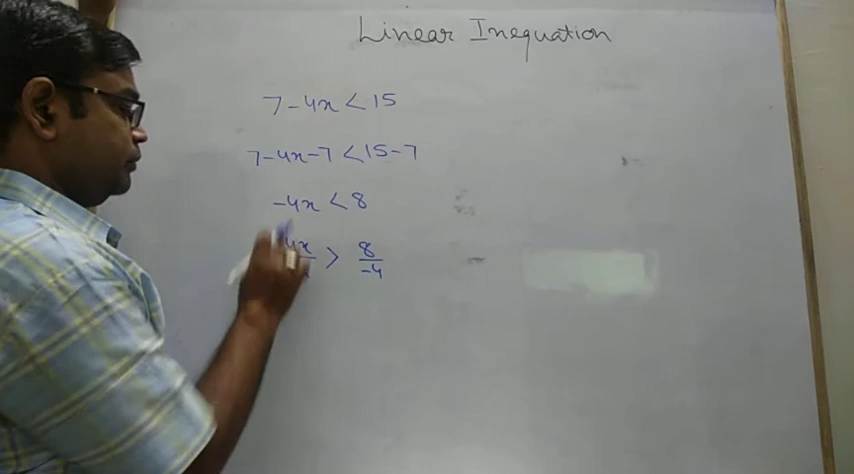 Linear Inequation
7-4x<15
7-4x-7<15-7
-4x<8
4x > 8/-4